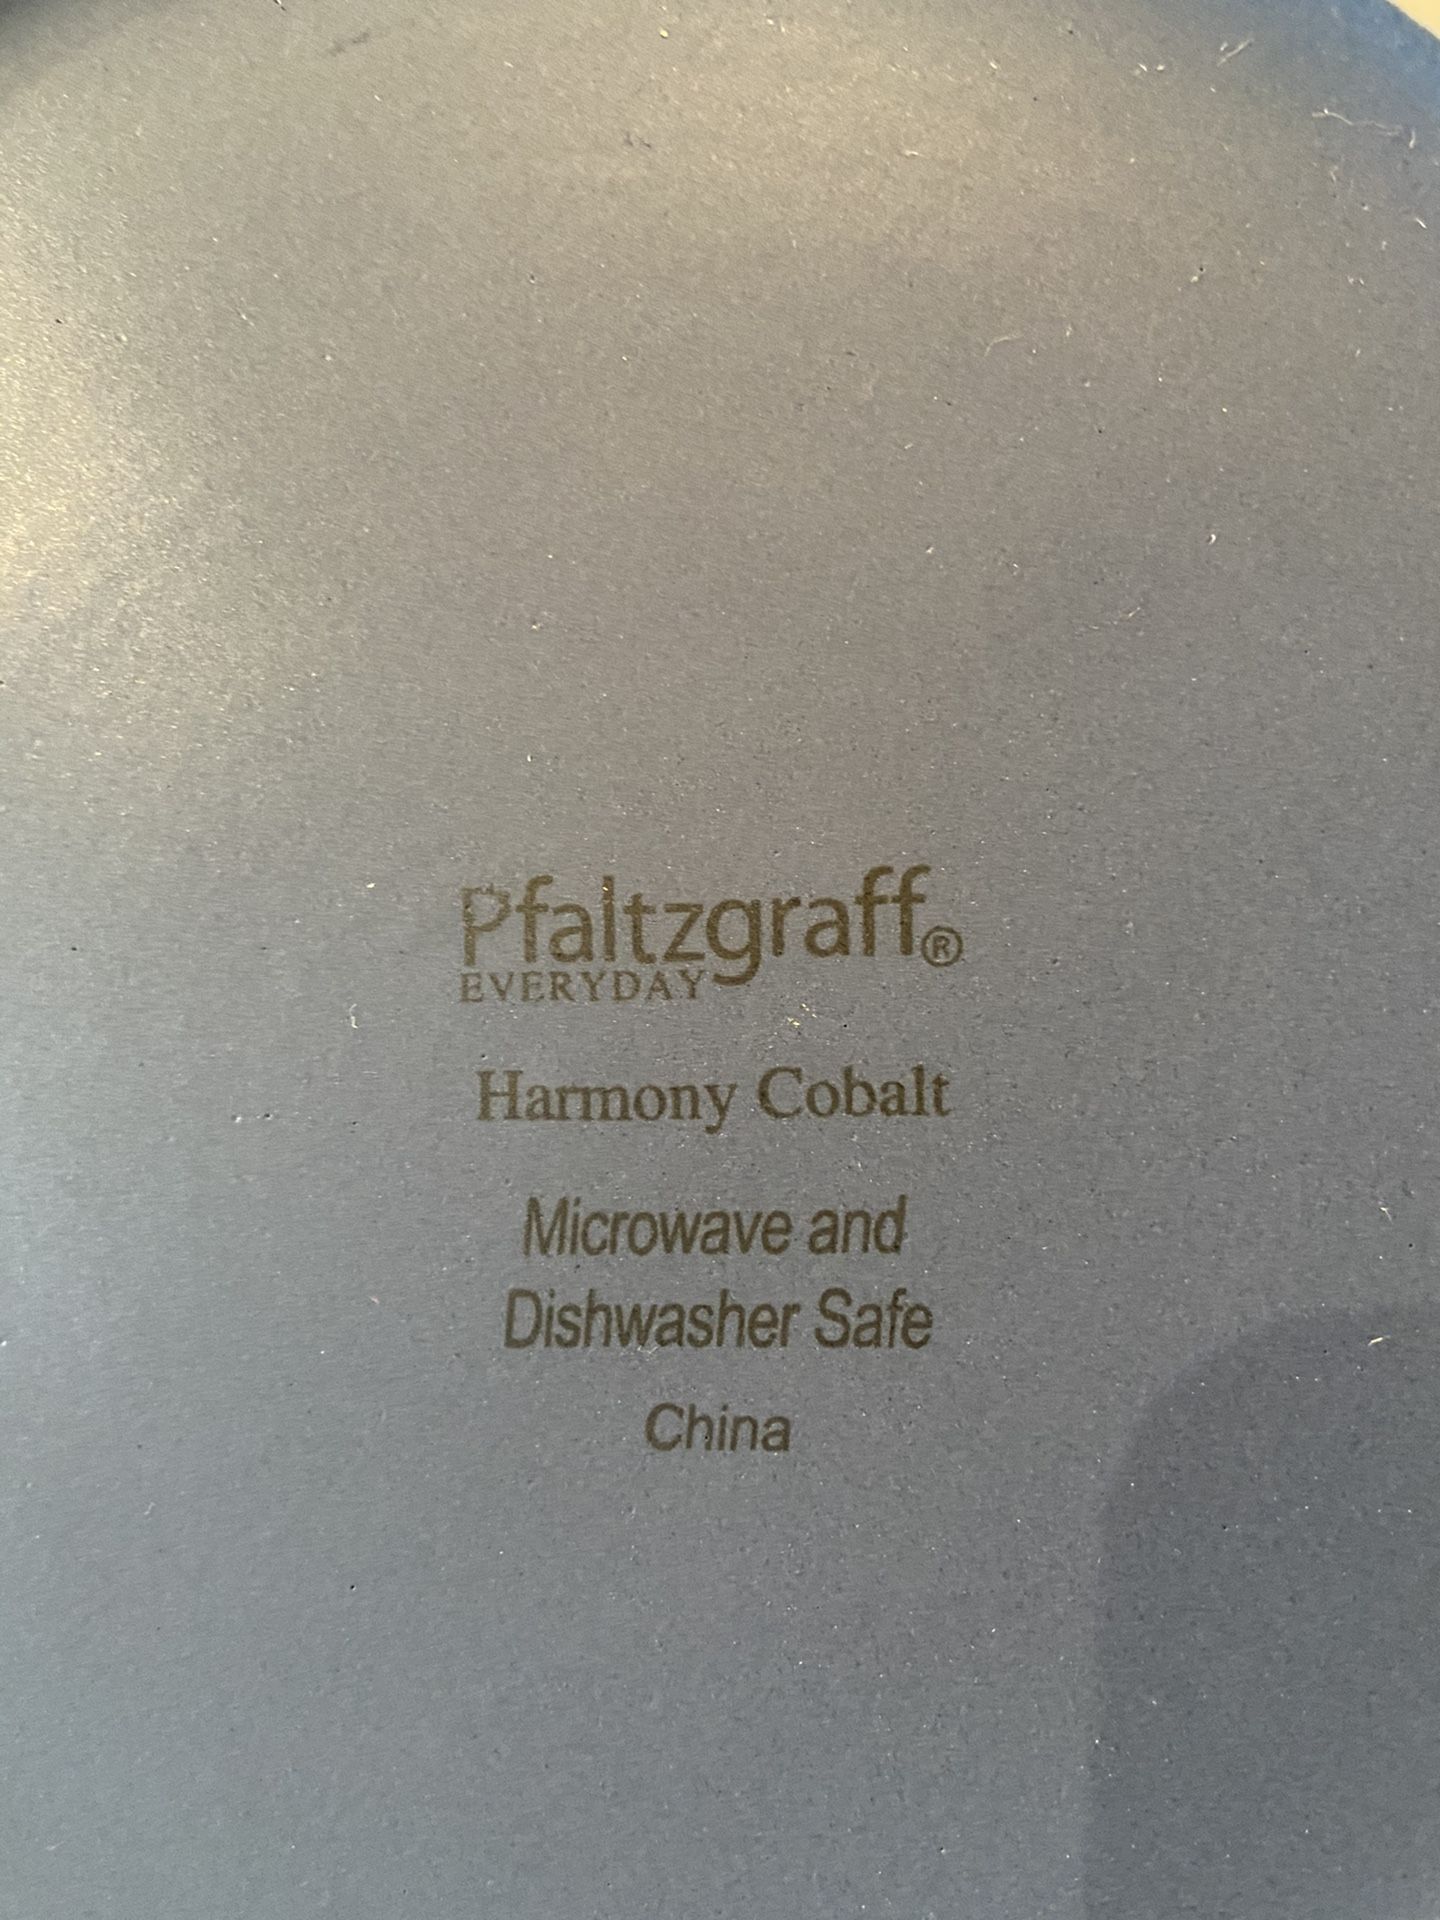 Pfaltzgraff®
EVERYDAY
Harmony Cobalt
Microwave and
Dishwasher Safe
China